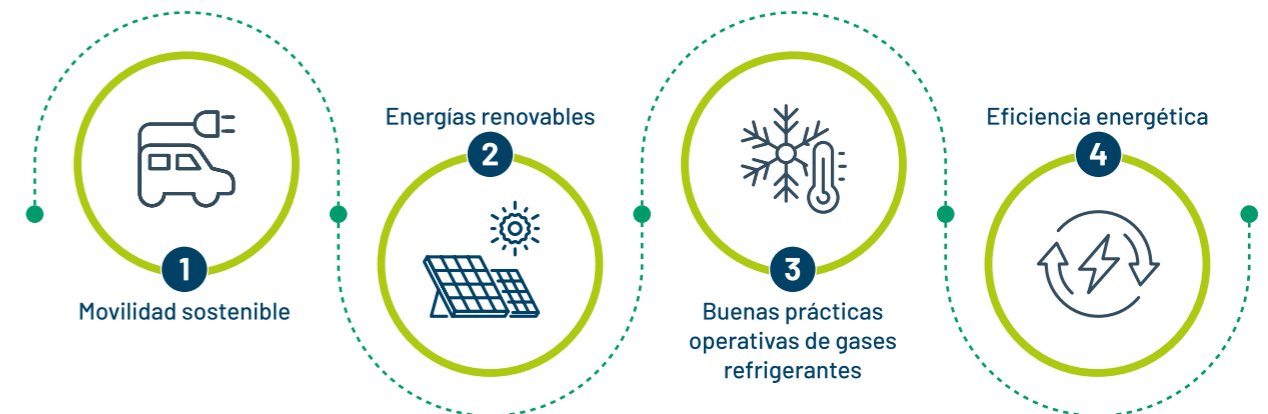 1
Movilidad sostenible
Energías renovables
2
3
Buenas prácticas
operativas de gases
refrigerantes
Eficiencia energética
4